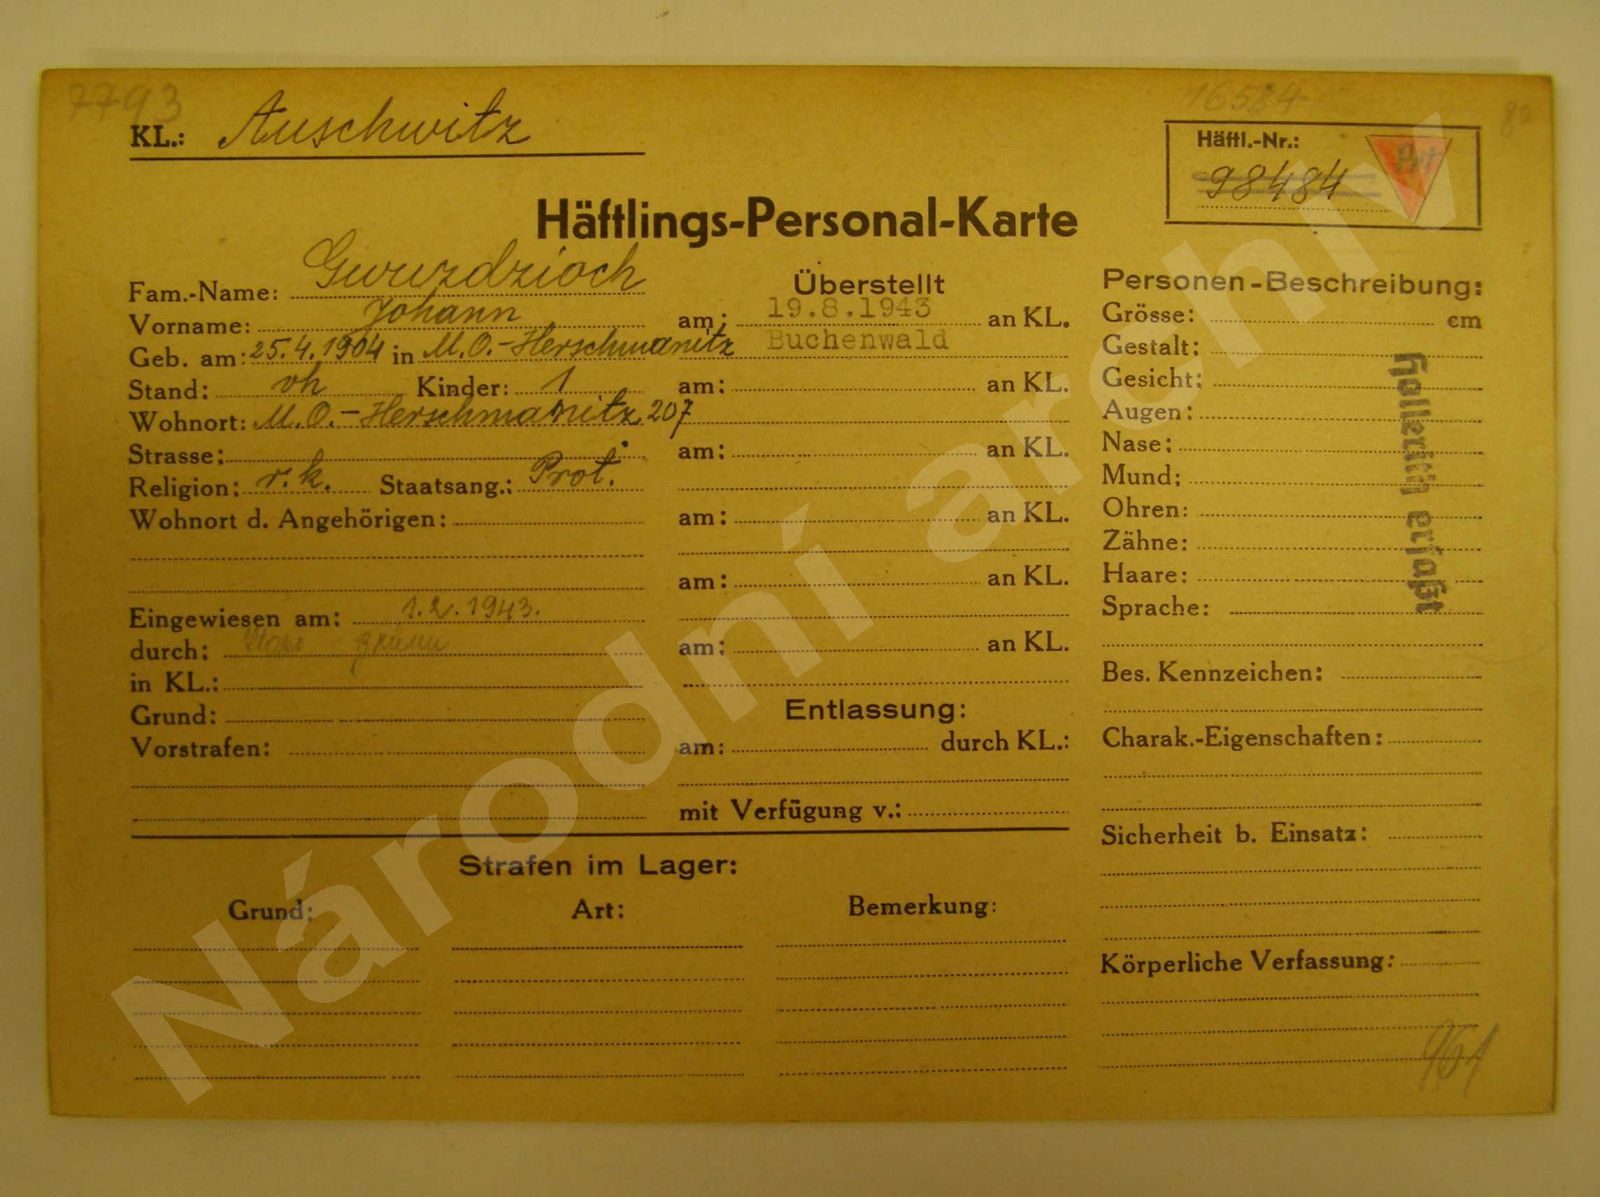 7793
16534
80
KL.: Auschwitz
Häftl.-Nr.:
98484
Häftlings-Personal-Karte
Fam.-Name: Gwurdzioch
Vorname: Johann
Geb. am: 25.4.1904 in M.O.-Herschmanitz
Stand: vh Kinder: 1
Wohnort: M.O.-Herschmanitz 207
Strasse:
Religion: r.k. Staatsang.: Prot.
Wohnort d. Angehörigen:
Eingewiesen am: 1.2.1943.
durch:
in KL.:
Grund:
Vorstrafen:
Überstellt
am: 19.8.1943 an KL.
Buchenwald
am: an KL.
am: an KL.
am: an KL.
am: an KL.
am: an KL.
Entlassung:
am: durch KL.:
mit Verfügung v.:
Personen-Beschreibung:
Grösse: cm
Gestalt:
Gesicht:
Augen:
Nase:
Mund:
Ohren:
Zähne:
Haare:
Sprache:
Bes. Kennzeichen:
Charak.-Eigenschaften:
Sicherheit b. Einsatz:
Körperliche Verfassung:
Hollerith erfaßt
Strafen im Lager:
Grund: Art: Bemerkung:
Národní archiv